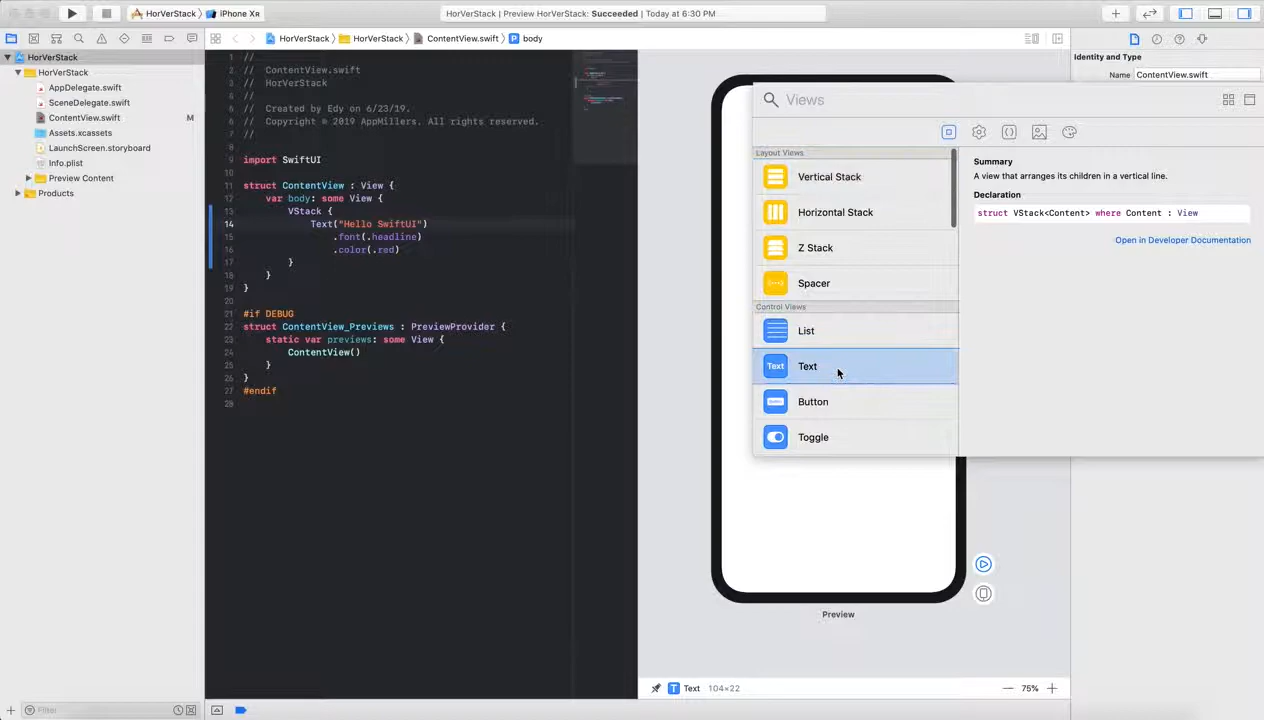 HorVerStack 〉 iPhone Xʀ
HorVerStack | Preview HorVerStack: Succeeded | Today at 6:30 PM
HorVerStack 〉 HorVerStack 〉 ContentView.swift 〉 P body
HorVerStack
HorVerStack
AppDelegate.swift
SceneDelegate.swift
ContentView.swift M
Assets.xcassets
LaunchScreen.storyboard
Info.plist
Preview Content
Products
Filter
1 //
2 // ContentView.swift
3 // HorVerStack
4 //
5 // Created by Edy on 6/23/19.
6 // Copyright © 2019 AppMillers. All rights reserved.
7 //
8
9 import SwiftUI
10
11 struct ContentView : View {
12 var body: some View {
13 VStack {
14 Text("Hello SwiftUI")
15 .font(.headline)
16 .color(.red)
17 }
18 }
19 }
20
21 #if DEBUG
22 struct ContentView_Previews : PreviewProvider {
23 static var previews: some View {
24 ContentView()
25 }
26 }
27 #endif
28
Views
Layout Views
Vertical Stack
Horizontal Stack
Z Stack
Spacer
Control Views
List
Text Text
Button
Toggle
Summary
A view that arranges its children in a vertical line.
Declaration
struct VStack<Content> where Content : View
Open in Developer Documentation
Preview
T Text 104×22
75%
Identity and Type
Name ContentView.swift